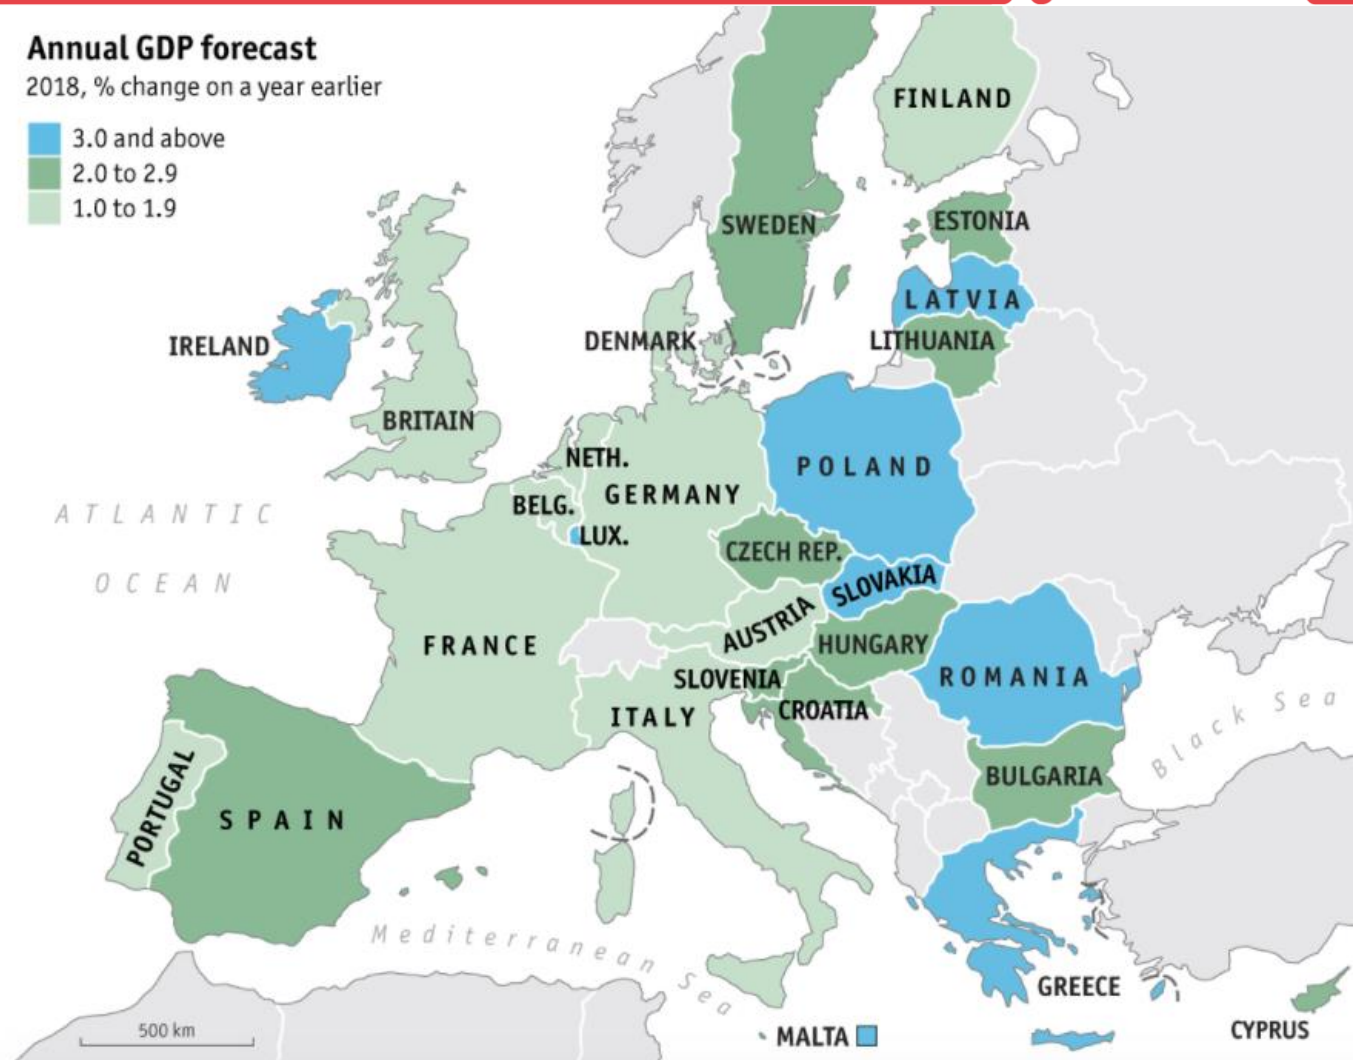 Annual GDP forecast
2018, % change on a year earlier
3.0 and above
2.0 to 2.9
1.0 to 1.9
FINLAND
SWEDEN
ESTONIA
LATVIA
LITHUANIA
DENMARK
IRELAND
BRITAIN
NETH.
POLAND
GERMANY
BELG.
LUX.
ATLANTIC
OCEAN
CZECH REP.
SLOVAKIA
AUSTRIA
FRANCE
HUNGARY
SLOVENIA
ROMANIA
CROATIA
ITALY
Black Sea
BULGARIA
PORTUGAL
SPAIN
Mediterranean Sea
GREECE
500 km
MALTA
CYPRUS